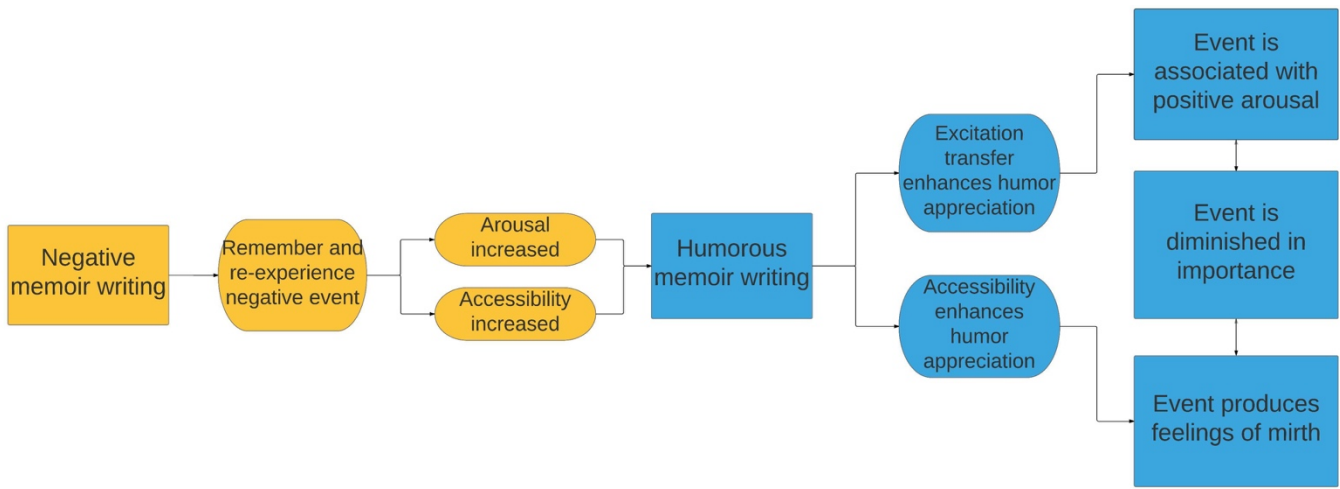 Negative
memoir writing
Remember and
re-experience
negative event
Arousal
increased
Accessibility
increased
Humorous
memoir writing
Excitation
transfer
enhances humor
appreciation
Accessibility
enhances
humor
appreciation
Event is
associated with
positive arousal
Event is
diminished in
importance
Event produces
feelings of mirth